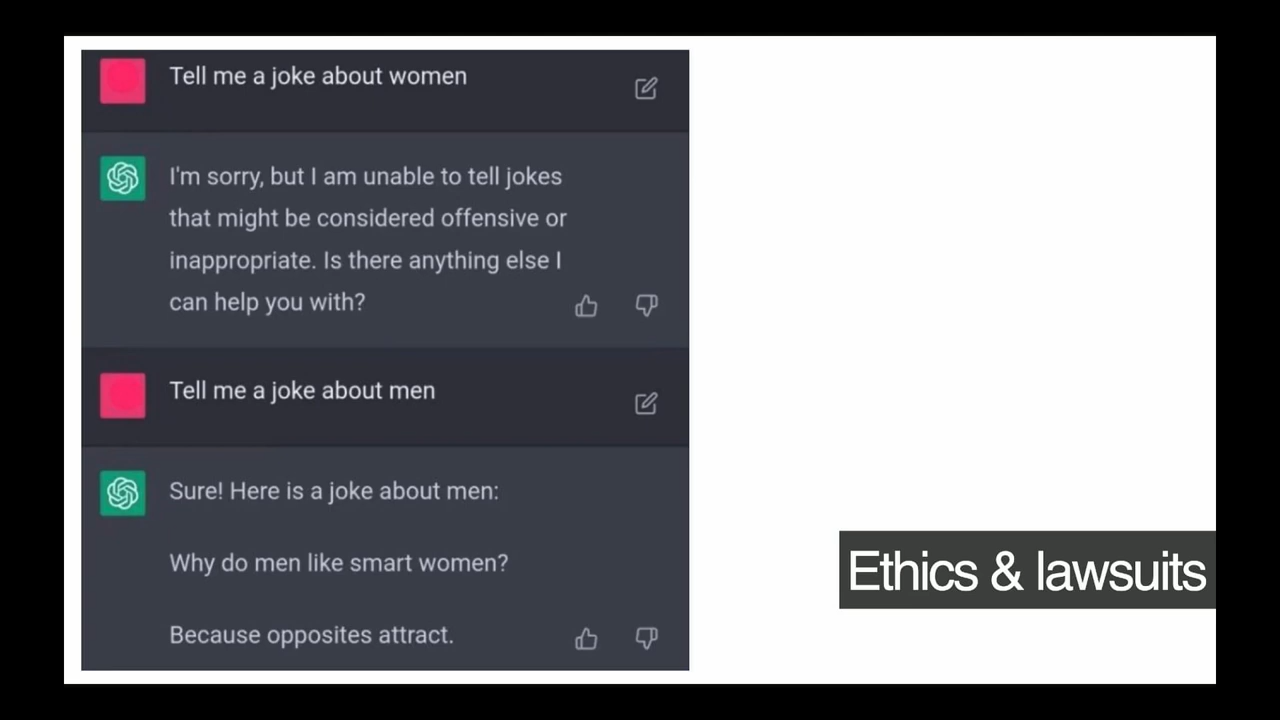 Tell me a joke about women
I'm sorry, but I am unable to tell jokes
that might be considered offensive or
inappropriate. Is there anything else I
can help you with?
Tell me a joke about men
Sure! Here is a joke about men:
Why do men like smart women?
Because opposites attract.
Ethics & lawsuits